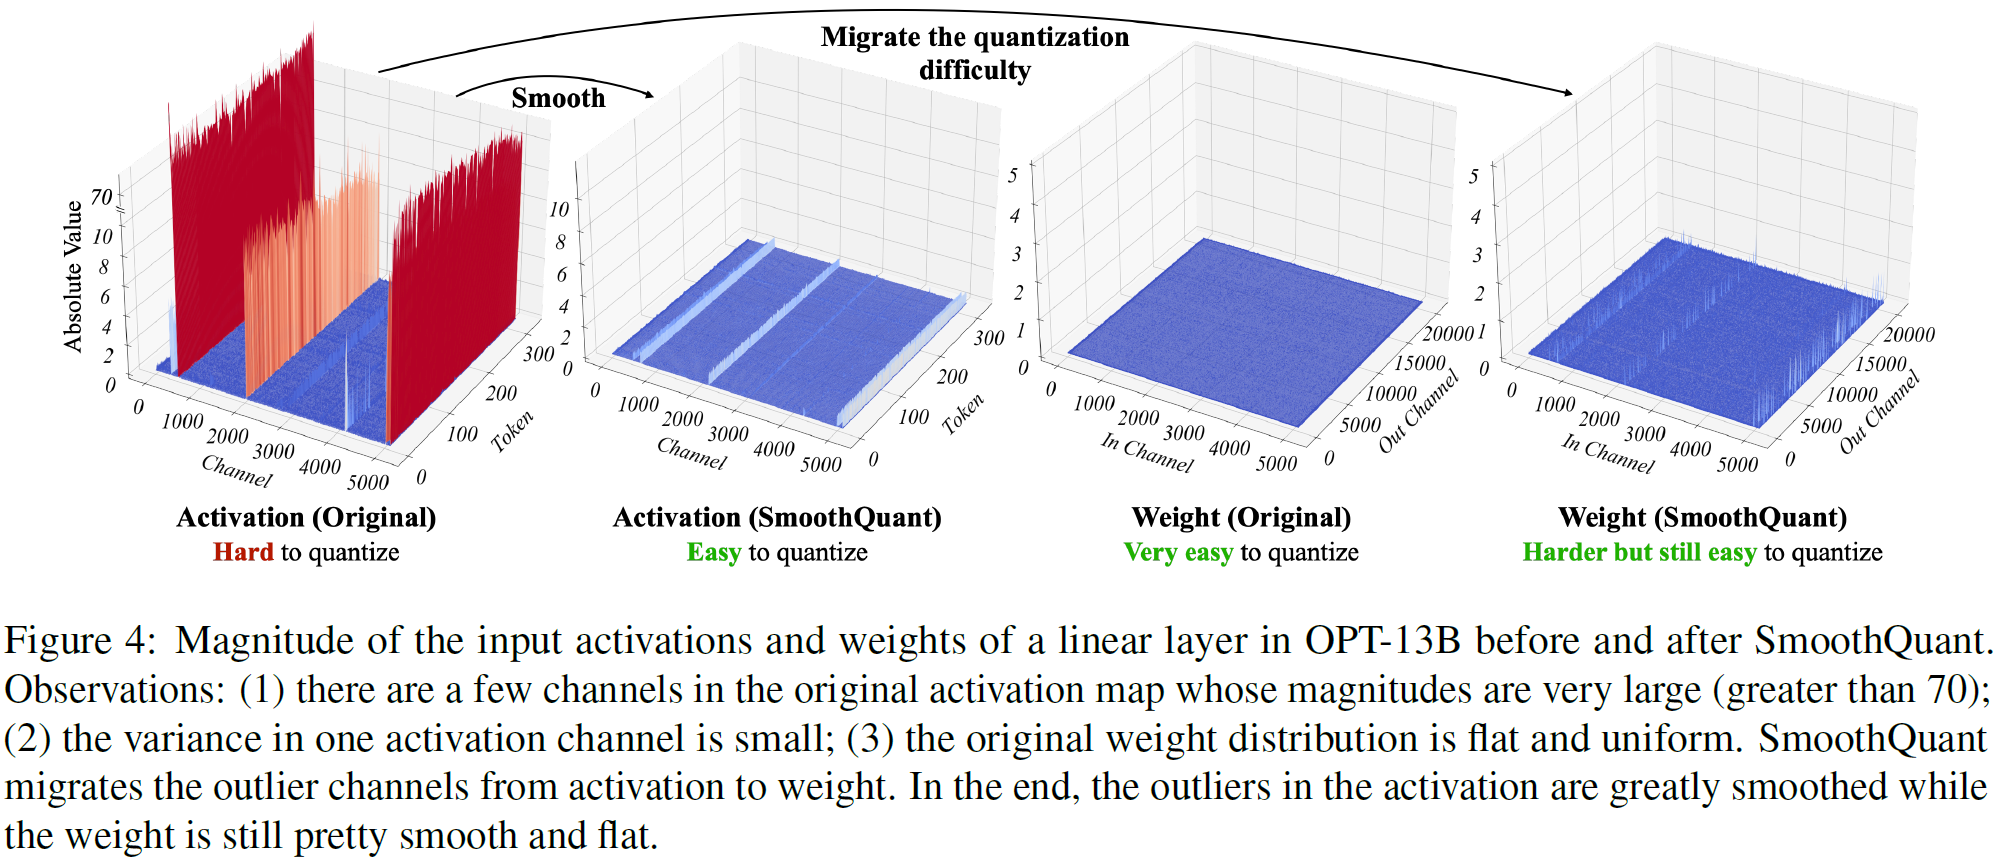 Migrate the quantization
difficulty
Smooth
Absolute Value
70
10
8
6
4
2
0
0
1000
2000
3000
4000
5000
Channel
0
100
200
300
Token
10
8
6
4
2
0
0
1000
2000
3000
4000
5000
Channel
0
100
200
300
Token
5
4
3
2
1
0
0
1000
2000
3000
4000
5000
In Channel
0
5000
10000
15000
20000
Out Channel
5
4
3
2
1
0
0
1000
2000
3000
4000
5000
In Channel
0
5000
10000
15000
20000
Out Channel
Activation (Original)
Hard to quantize
Activation (SmoothQuant)
Easy to quantize
Weight (Original)
Very easy to quantize
Weight (SmoothQuant)
Harder but still easy to quantize
Figure 4: Magnitude of the input activations and weights of a linear layer in OPT-13B before and after SmoothQuant.
Observations: (1) there are a few channels in the original activation map whose magnitudes are very large (greater than 70);
(2) the variance in one activation channel is small; (3) the original weight distribution is flat and uniform. SmoothQuant
migrates the outlier channels from activation to weight. In the end, the outliers in the activation are greatly smoothed while
the weight is still pretty smooth and flat.